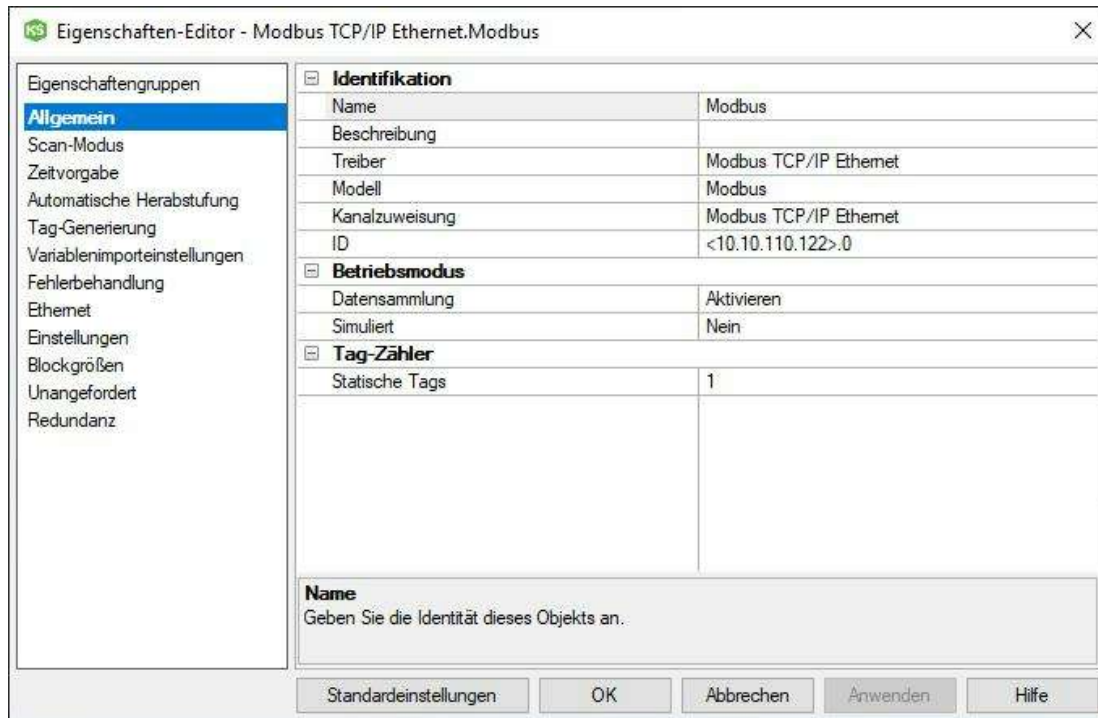 KS Eigenschaften-Editor - Modbus TCP/IP Ethernet.Modbus
Eigenschaftengruppen
Allgemein
Scan-Modus
Zeitvorgabe
Automatische Herabstufung
Tag-Generierung
Variablenimporteinstellungen
Fehlerbehandlung
Ethernet
Einstellungen
Blockgrößen
Unangefordert
Redundanz
Identifikation
Name Modbus
Beschreibung
Treiber Modbus TCP/IP Ethernet
Modell Modbus
Kanalzuweisung Modbus TCP/IP Ethernet
ID <10.10.110.122>.0
Betriebsmodus
Datensammlung Aktivieren
Simuliert Nein
Tag-Zähler
Statische Tags 1
Name
Geben Sie die Identität dieses Objekts an.
Standardeinstellungen OK Abbrechen Anwenden Hilfe